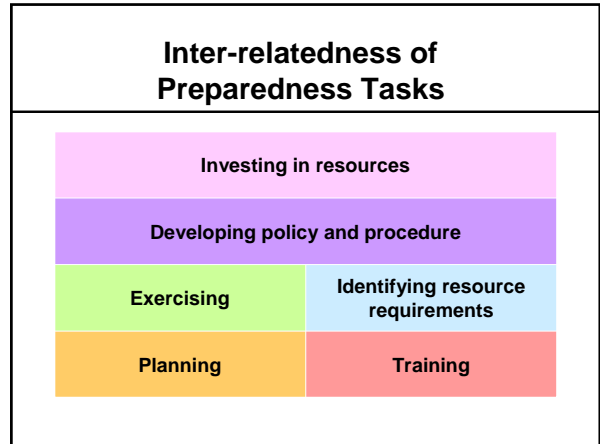 Inter-relatedness of
Preparedness Tasks
Investing in resources
Developing policy and procedure
Exercising
Identifying resource
requirements
Planning
Training